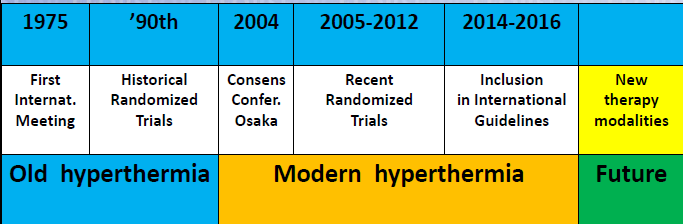 1975 ’90th 2004 2005-2012 2014-2016
First Internat. Meeting
Historical Randomized Trials
Consens Confer. Osaka
Recent Randomized Trials
Inclusion in International Guidelines
New therapy modalities
Old hyperthermia Modern hyperthermia Future